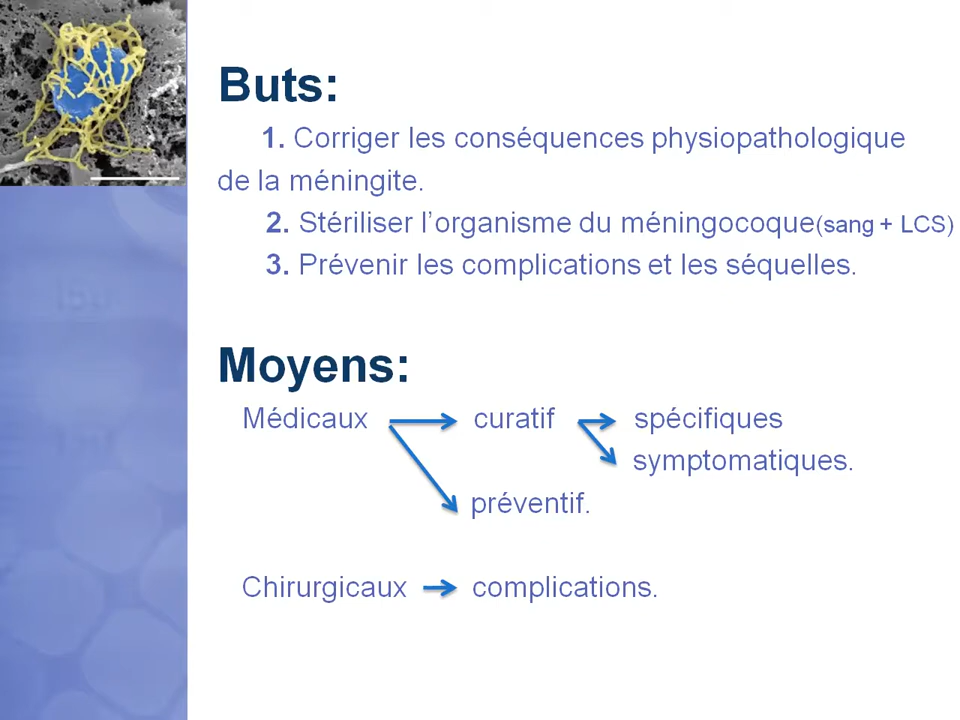 Buts:
1. Corriger les conséquences physiopathologique
de la méningite.
2. Stériliser l’organisme du méningocoque(sang + LCS)
3. Prévenir les complications et les séquelles.
Moyens:
Médicaux curatif spécifiques
symptomatiques.
préventif.
Chirurgicaux complications.